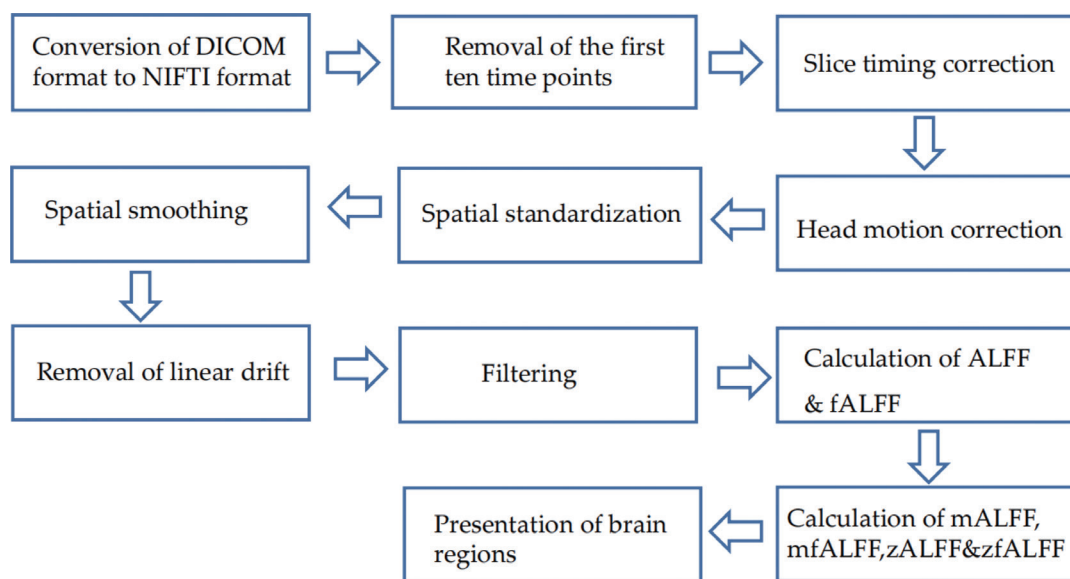 Conversion of DICOM
format to NIFTI format
Removal of the first
ten time points
Slice timing correction
Head motion correction
Spatial standardization
Spatial smoothing
Removal of linear drift
Filtering
Calculation of ALFF
& fALFF
Calculation of mALFF,
mfALFF,zALFF&zfALFF
Presentation of brain
regions